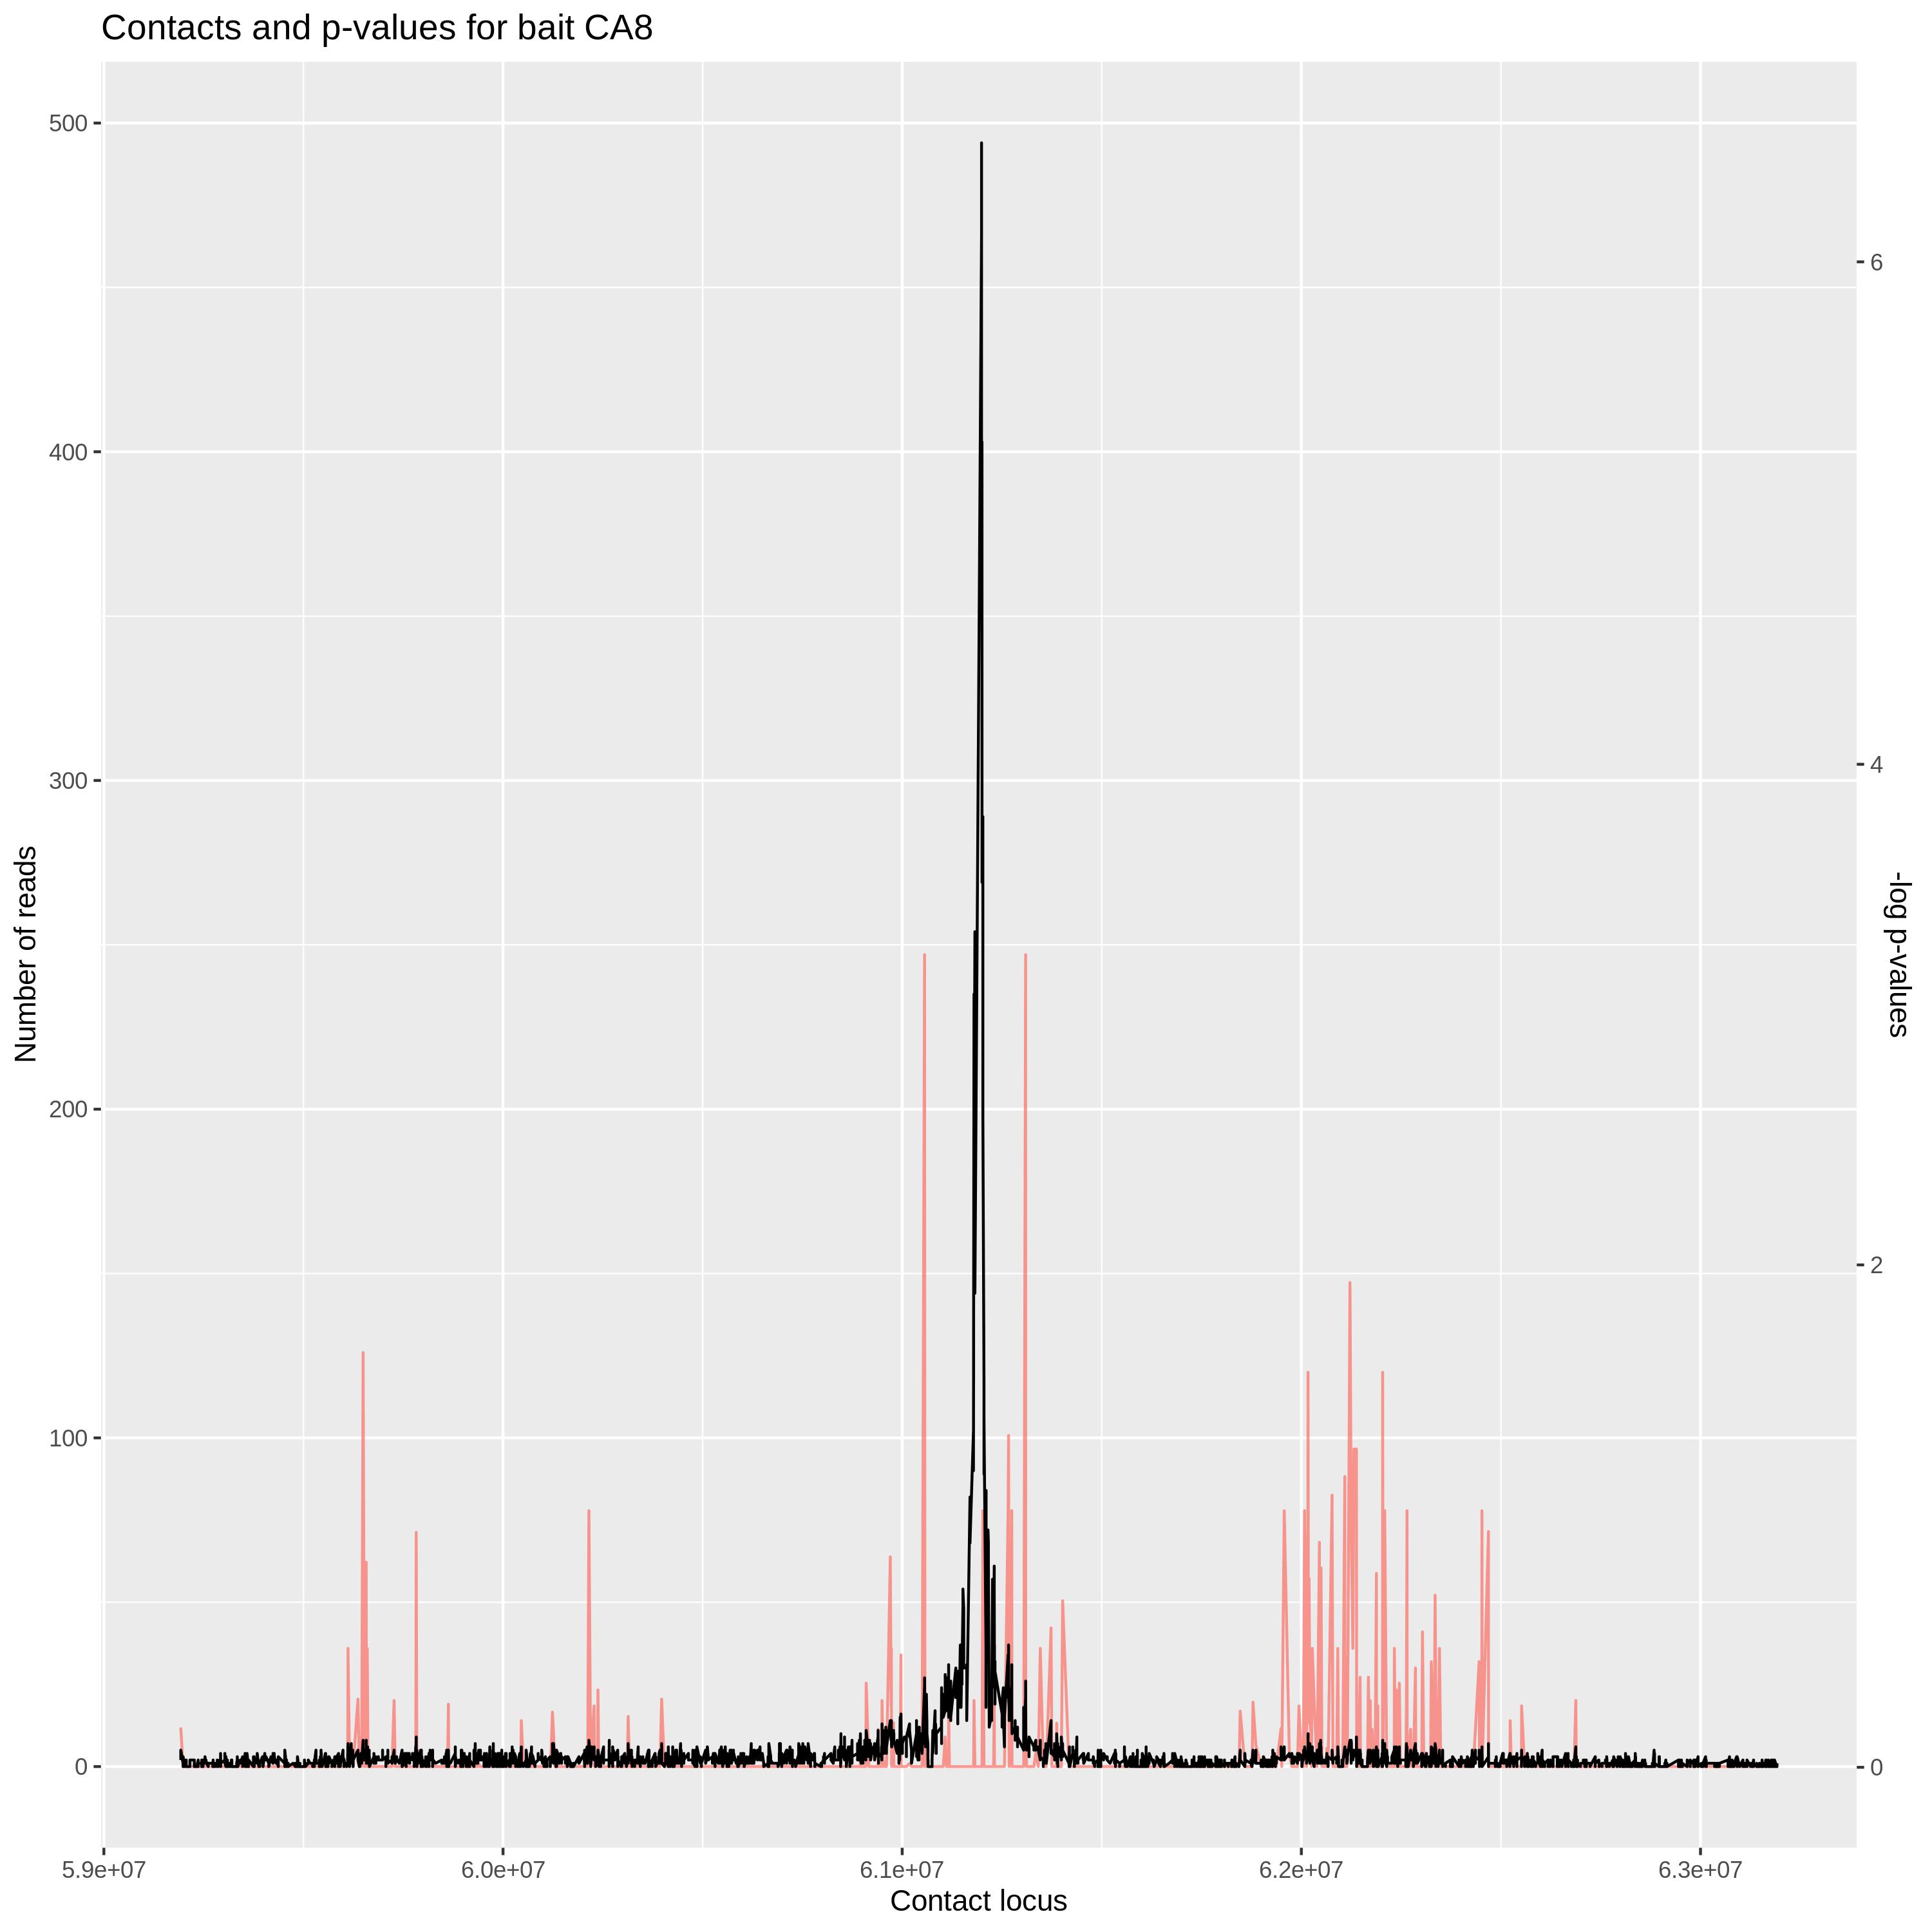 Contacts and p-values for bait CA8
500
400
300
200
100
0
Number of reads
6
4
2
0
-log p-values
5.9e+07 6.0e+07 6.1e+07 6.2e+07 6.3e+07
Contact locus